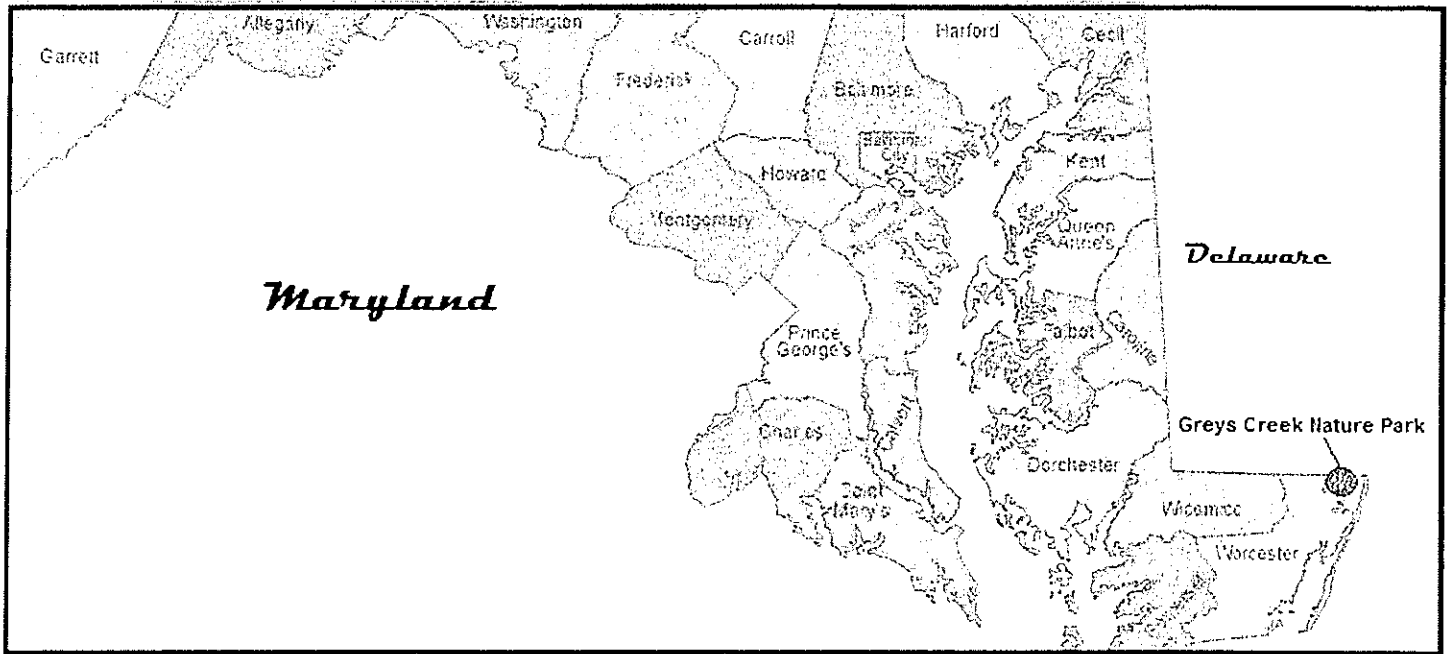 Garrett
Allegany
Washington
Frederick
Carroll
Baltimore
Harford
Cecil
Baltimore
City
Howard
Kent
Montgomery
Queen
Anne's
Delaware
Maryland
Prince
George's
Talbot
Caroline
Calvert
Charles
Saint
Mary's
Dorchester
Greys Creek Nature Park
Wicomico
Worcester